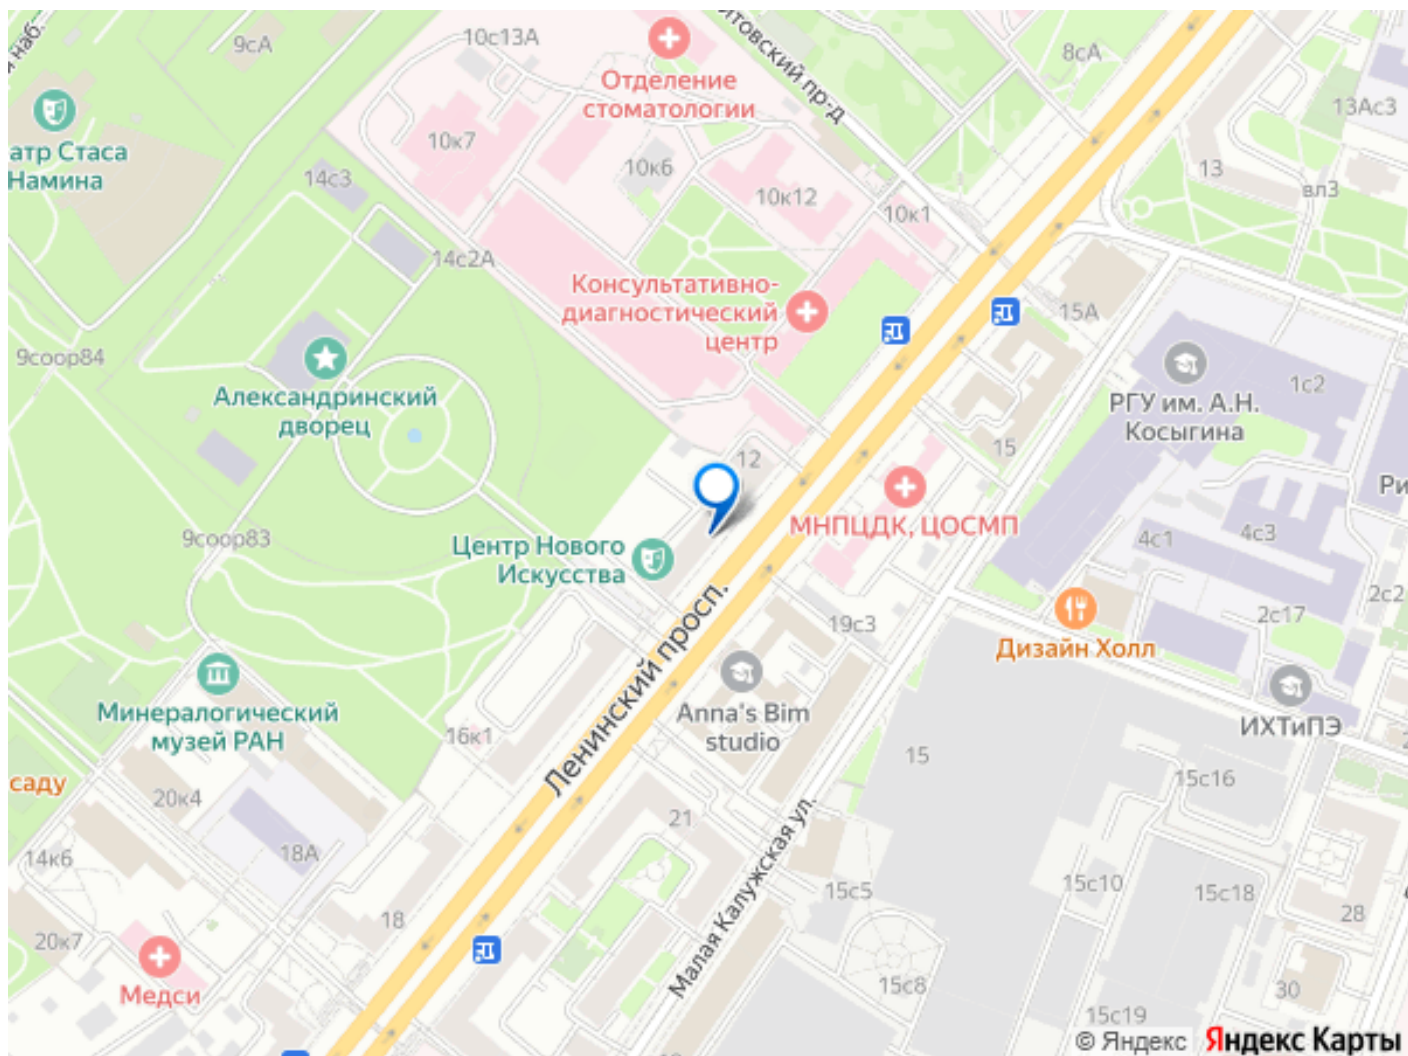 наб.
9сА
10с13А
Отделение
стоматологии
8сА
13Ас3
атр Стаса
Намина
10к7
14с3
10к6
10к12
10к1
13
вл3
14с2А
Консультативно-
диагностический
центр
15А
9соор84
Александринский
дворец
1с2
РГУ им. А.Н.
Косыгина
12
15
Ри
МНПЦДК, ЦОСМП
9соор83
Центр Нового
Искусства
4с1
4с3
2с2
2с17
19с3
Дизайн Холл
Ленинский просп.
Минералогический
музей РАН
Anna's Bim
studio
16к1
ИХТиПЭ
15
15с16
саду
20к4
21
14к6
18А
Малая Калужская ул.
15с5
15с10
15с18
28
18
20к7
Медси
15с8
30
15с19
© Яндекс Яндекс Карты